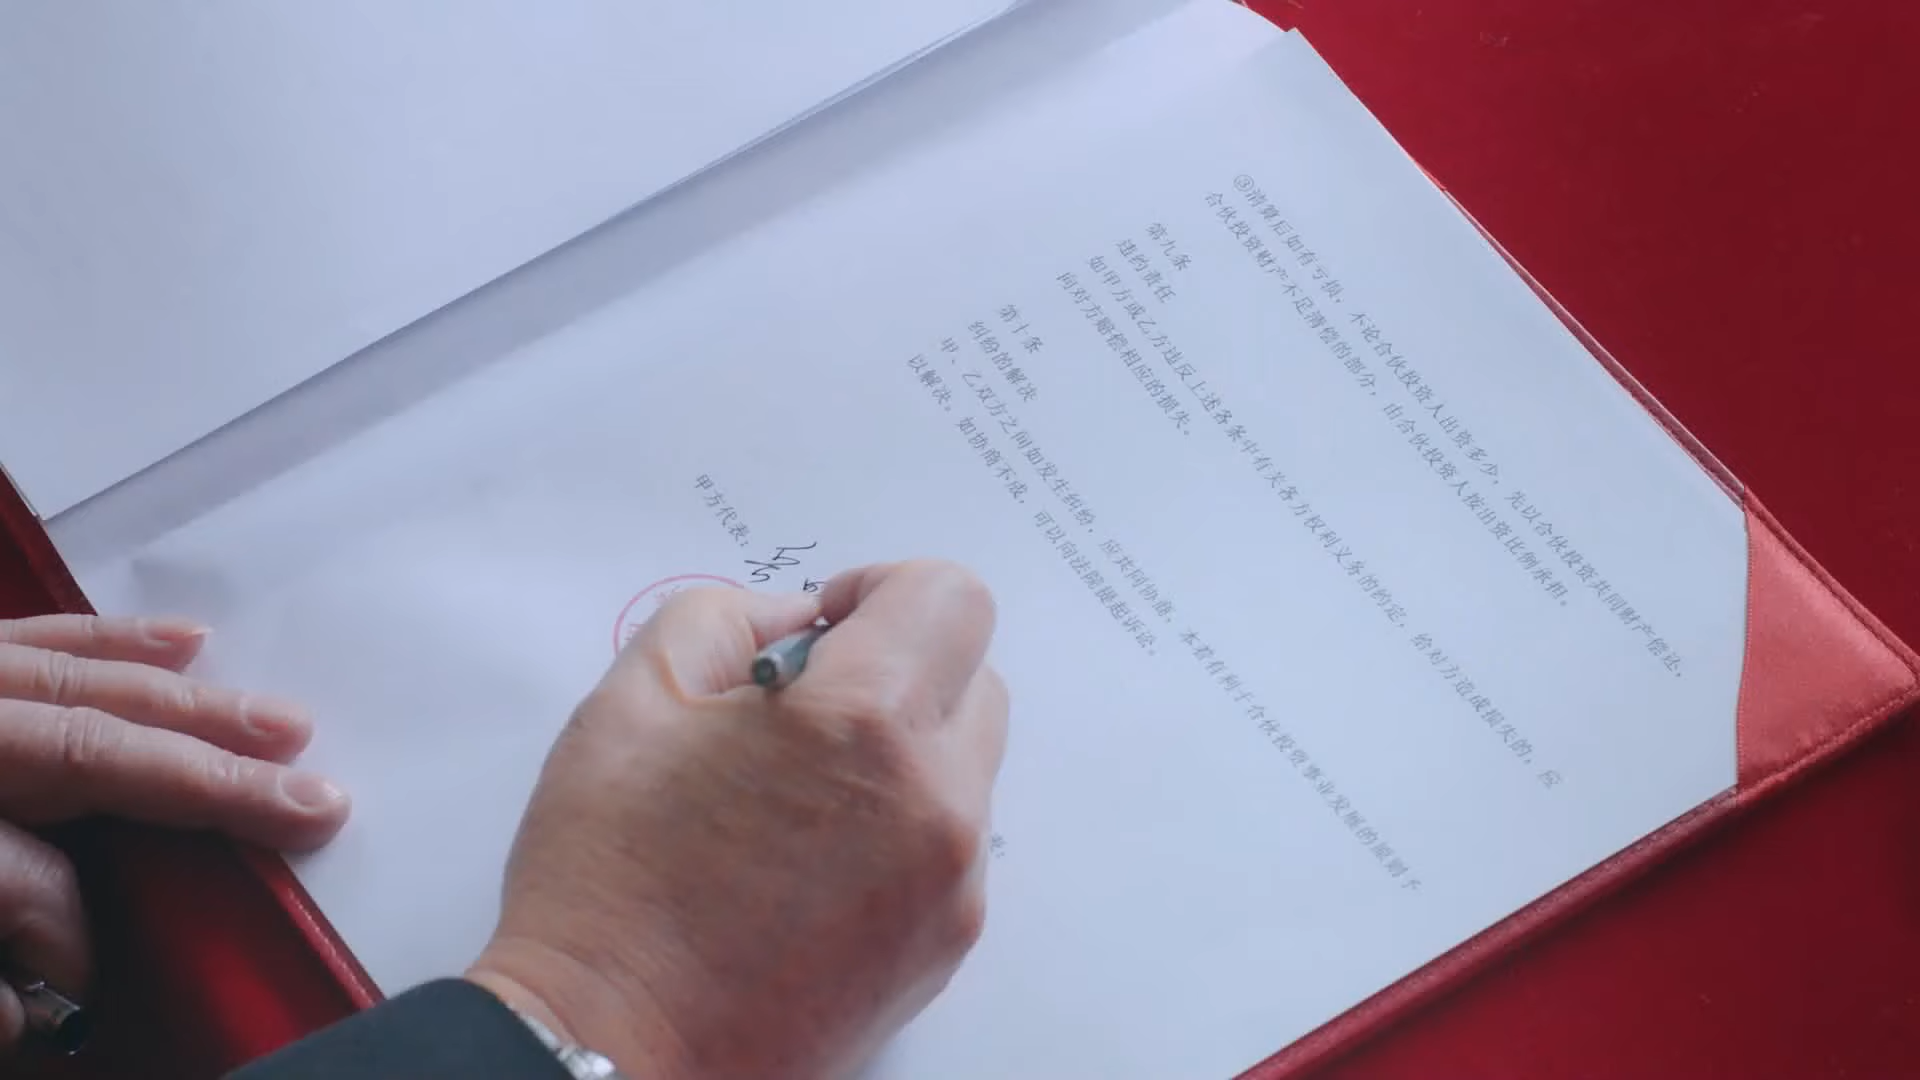 ③清算后如有亏损，不论合伙投资人出资多少，先以合伙投资共同财产偿还，
合伙投资财产不足清偿的部分，由合伙投资人按出资比例承担。
第九条
违约责任
如甲方或乙方违反上述各条中有关各方权利义务的约定，给对方造成损失的，应
向对方赔偿相应的损失。
第十条
纠纷的解决
甲、乙双方之间如发生纠纷，应共同协商，本着有利于合伙投资事业发展的原则予
以解决。如协商不成，可以向法院提起诉讼。
甲方代表：
表：